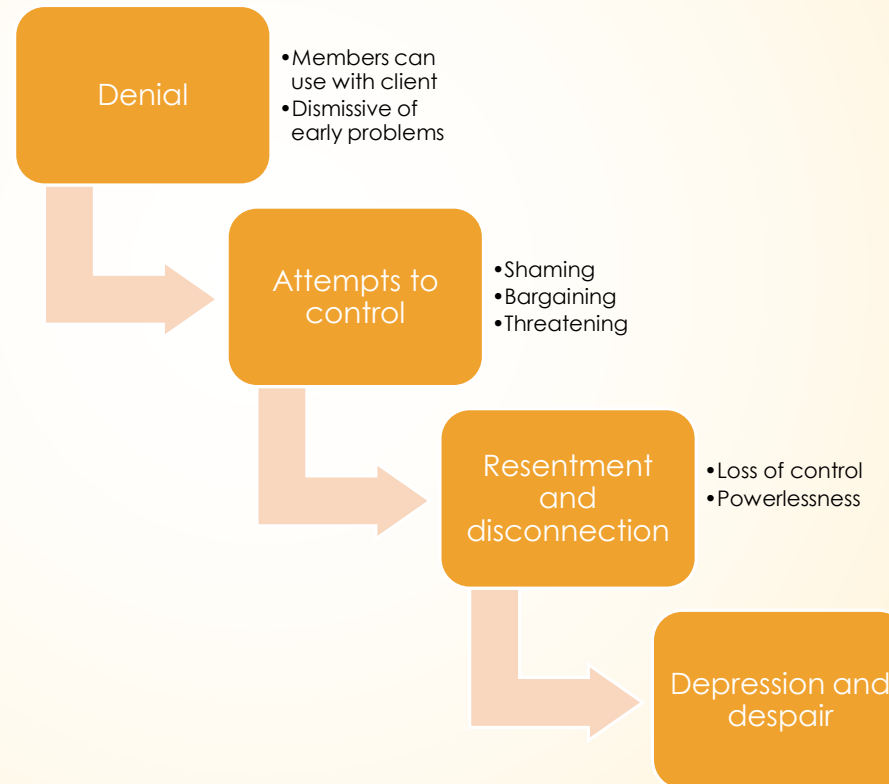 Denial
•Members can
use with client
•Dismissive of
early problems
Attempts to
control
•Shaming
•Bargaining
•Threatening
Resentment
and
disconnection
•Loss of control
•Powerlessness
Depression and
despair